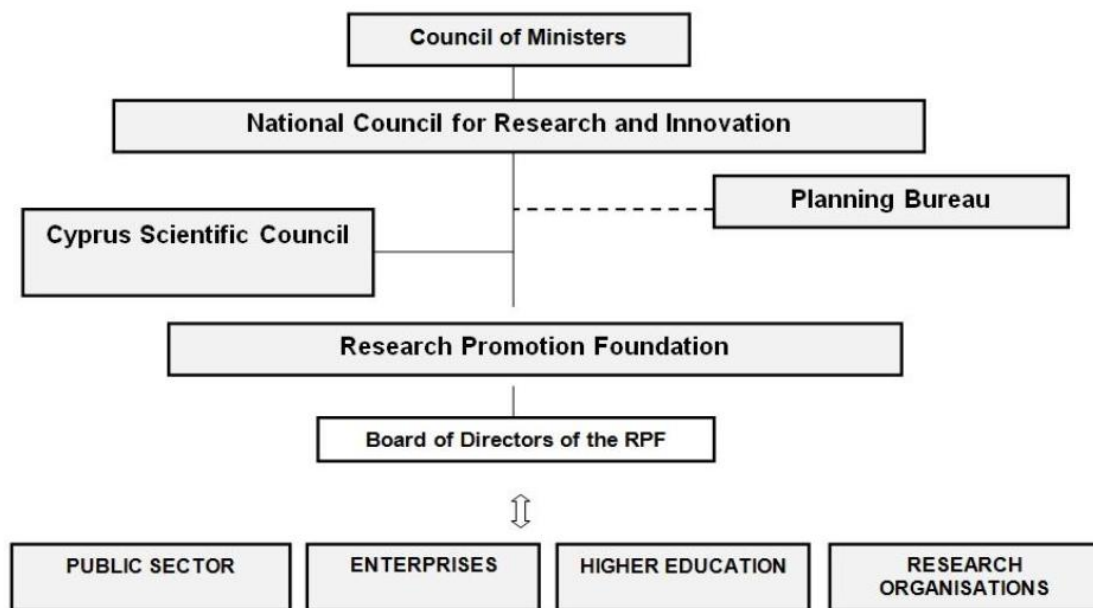 Council of Ministers
National Council for Research and Innovation
Planning Bureau
Cyprus Scientific Council
Research Promotion Foundation
Board of Directors of the RPF
PUBLIC SECTOR
ENTERPRISES
HIGHER EDUCATION
RESEARCH
ORGANISATIONS